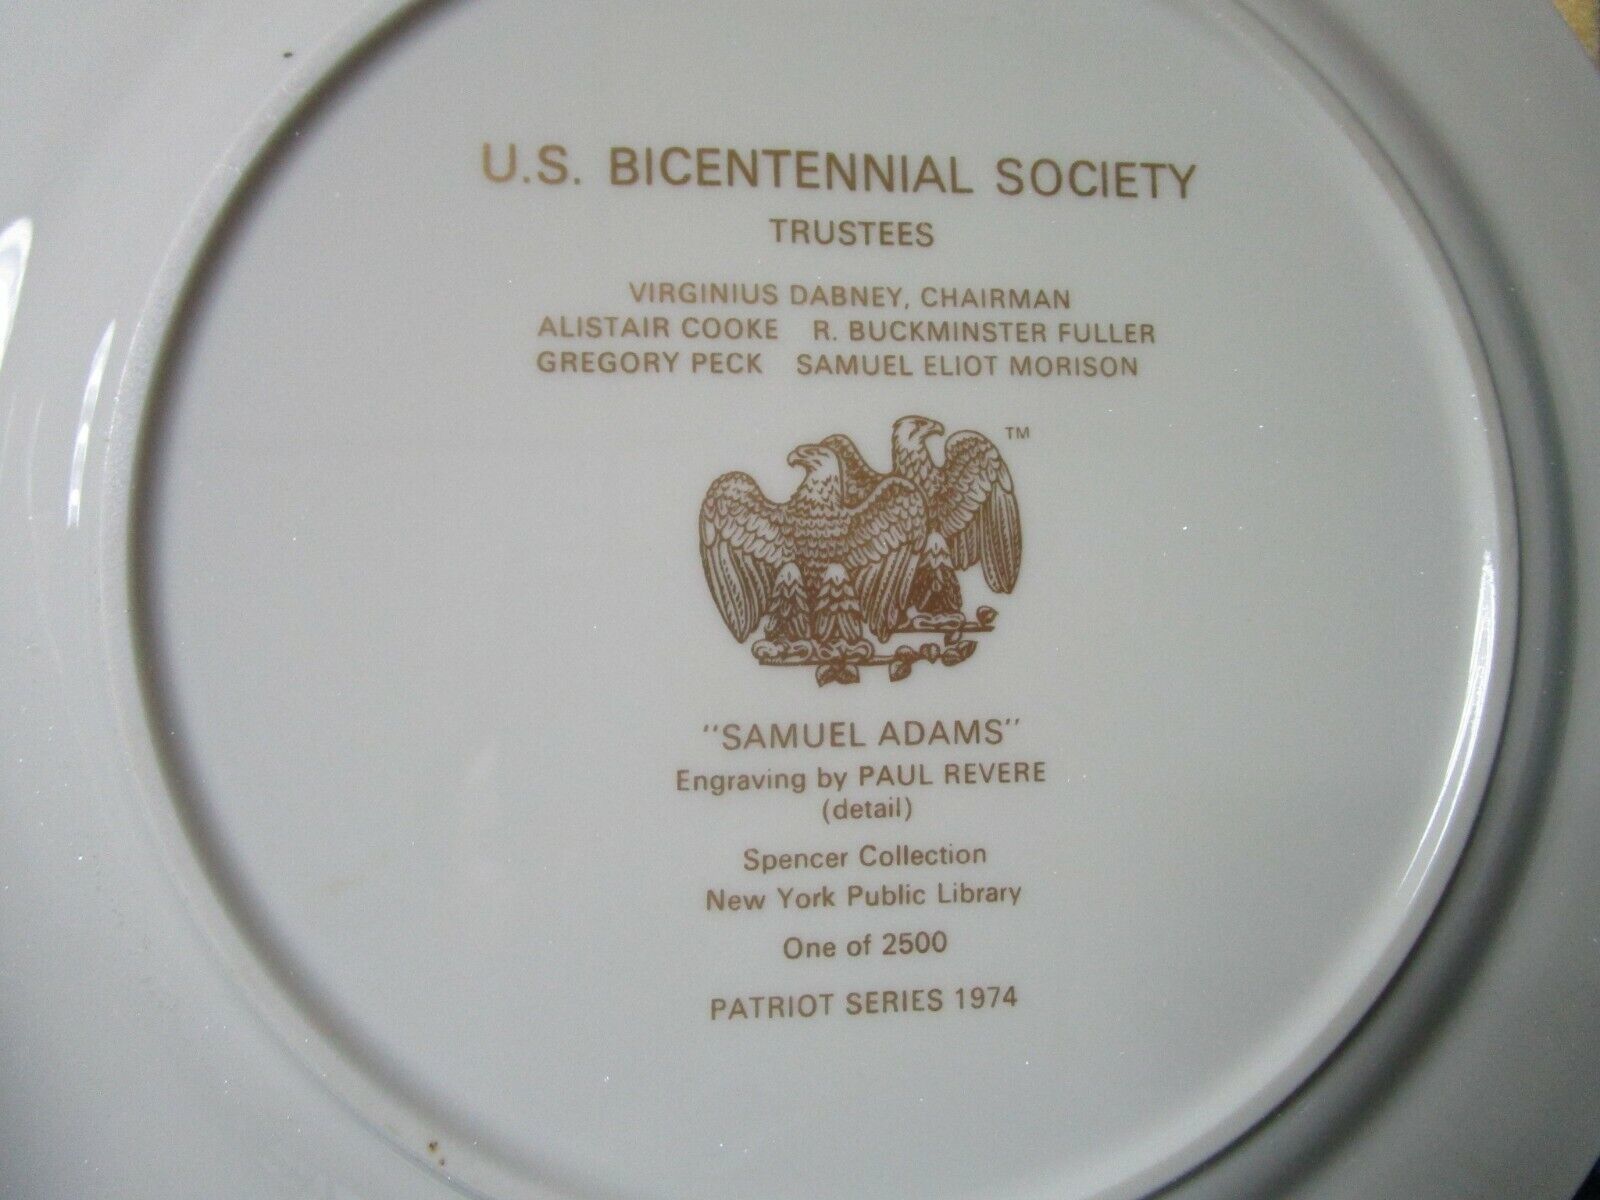 U.S. BICENTENNIAL SOCIETY
TRUSTEES
VIRGINIUS DABNEY, CHAIRMAN
ALISTAIR COOKE R. BUCKMINSTER FULLER
GREGORY PECK SAMUEL ELIOT MORISON
TM
"SAMUEL ADAMS"
Engraving by PAUL REVERE
(detail)
Spencer Collection
New York Public Library
One of 2500
PATRIOT SERIES 1974